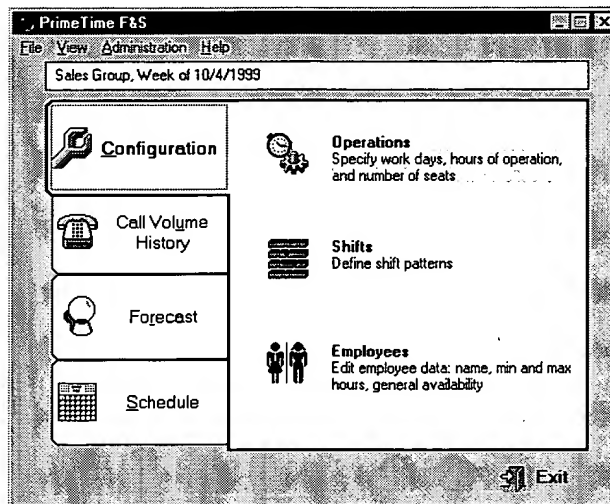 PrimeTime F&S
File View Administration Help
Sales Group, Week of 10/4/1999
Configuration
Operations
Specify work days, hours of operation,
and number of seats
Call Volume
History
Shifts
Define shift patterns
Forecast
Employees
Edit employee data: name, min and max
hours, general availability
Schedule
Exit